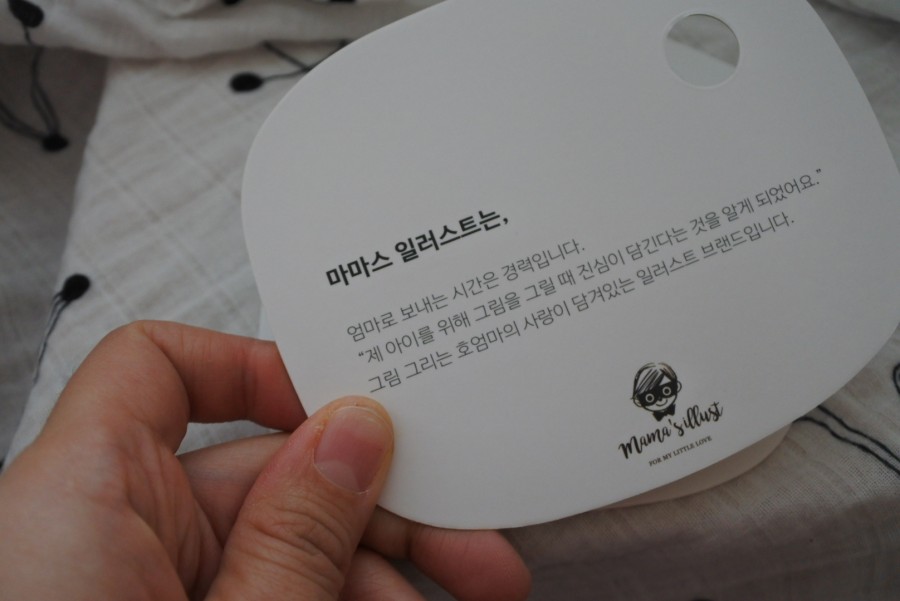 마마스 일러스트는,
엄마로 보내는 시간은 경력입니다.
“제 아이를 위해 그림을 그릴 때 진심이 담긴다는 것을 알게 되었어요.”
그림 그리는 호엄마의 사랑이 담겨있는 일러스트 브랜드입니다.
Mama's illust
FOR MY LITTLE LOVE